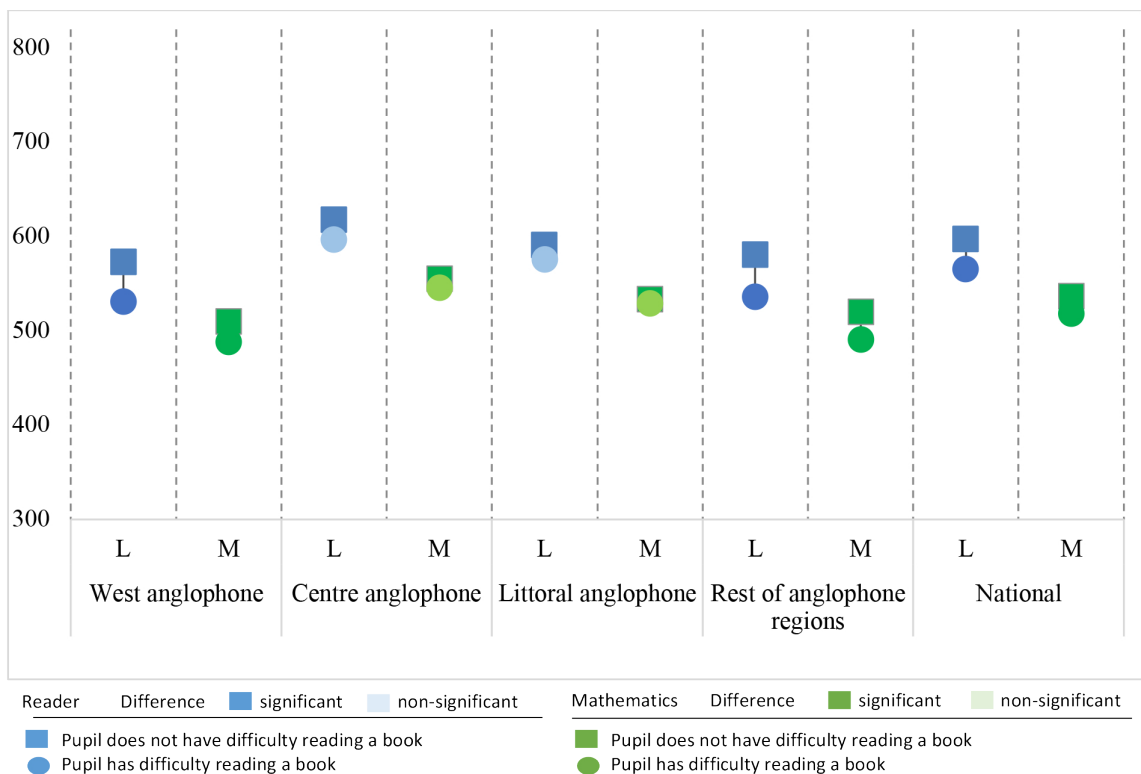 800
700
600
500
400
300
L M L M L M L M L M
West anglophone Centre anglophone Littoral anglophone Rest of anglophone regions National
Reader Difference significant non-significant
Pupil does not have difficulty reading a book
Pupil has difficulty reading a book
Mathematics Difference significant non-significant
Pupil does not have difficulty reading a book
Pupil has difficulty reading a book